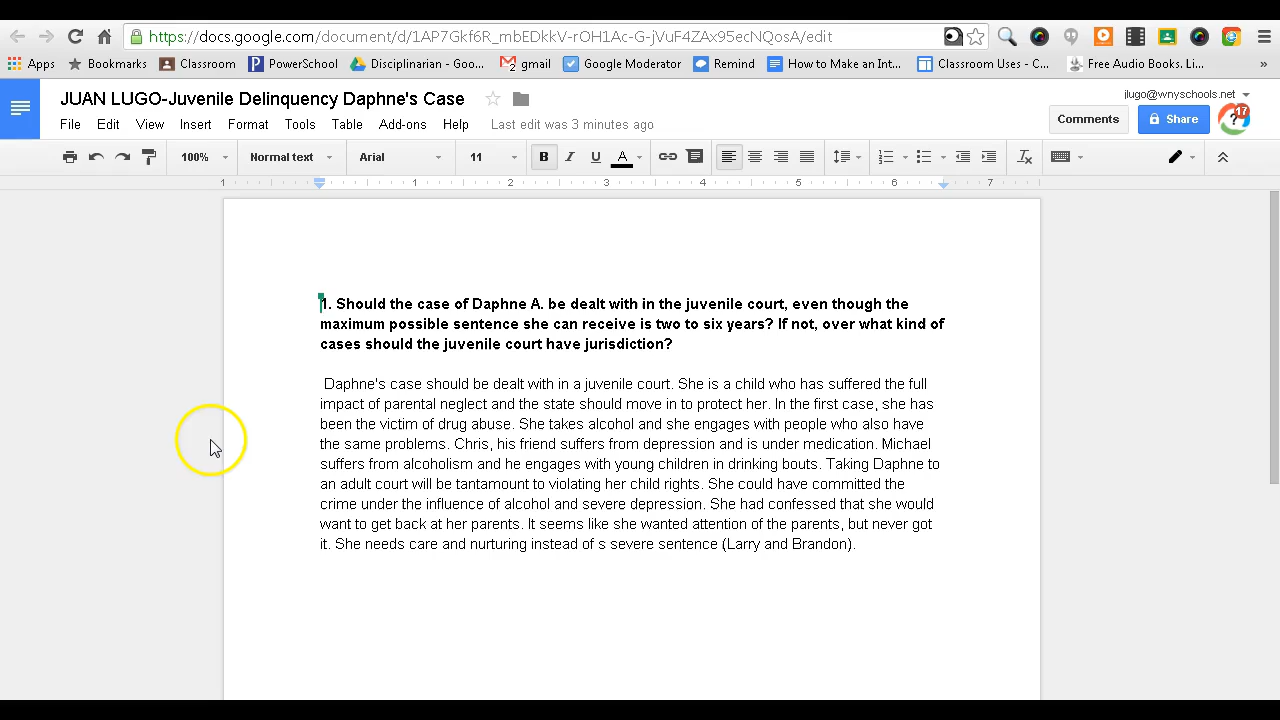 https://docs.google.com/document/d/1AP7Gkf6R_mbEDkkV-rOH1Ac-G-jVuF4ZAx95ecNQosA/edit
Apps Bookmarks Classroom PowerSchool Disciplinarian - Goo... gmail Google Moderator Remind How to Make an Int... Classroom Uses - C... Free Audio Books. Li... »
JUAN LUGO-Juvenile Delinquency Daphne's Case
jlugo@wnyschools.net
File Edit View Insert Format Tools Table Add-ons Help Last as 3 minutes ago
Comments Share 17
100% Normal text Arial 11 B I U A
1 1 2 3 4 5 6 7
1. Should the case of Daphne A. be dealt with in the juvenile court, even though the
maximum possible sentence she can receive is two to six years? If not, over what kind of
cases should the juvenile court have jurisdiction?
Daphne's case should be dealt with in a juvenile court. She is a child who has suffered the full
impact of parental neglect and the state should move in to protect her. In the first case, she has
been the victim of drug abuse. She takes alcohol and she engages with people who also have
the same problems. Chris, his friend suffers from depression and is under medication. Michael
suffers from alcoholism and he engages with young children in drinking bouts. Taking Daphne to
an adult court will be tantamount to violating her child rights. She could have committed the
crime under the influence of alcohol and severe depression. She had confessed that she would
want to get back at her parents. It seems like she wanted attention of the parents, but never got
it. She needs care and nurturing instead of s severe sentence (Larry and Brandon).